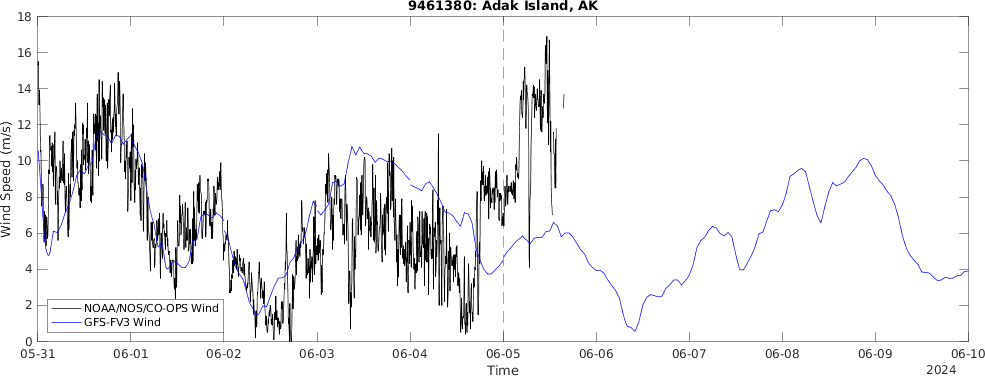 9461380: Adak Island, AK
Wind Speed (m/s)
18
16
14
12
10
8
6
4
2
0
NOAA/NOS/CO-OPS Wind
GFS-FV3 Wind
05-31 06-01 06-02 06-03 06-04 06-05 06-06 06-07 06-08 06-09 06-10
Time
2024